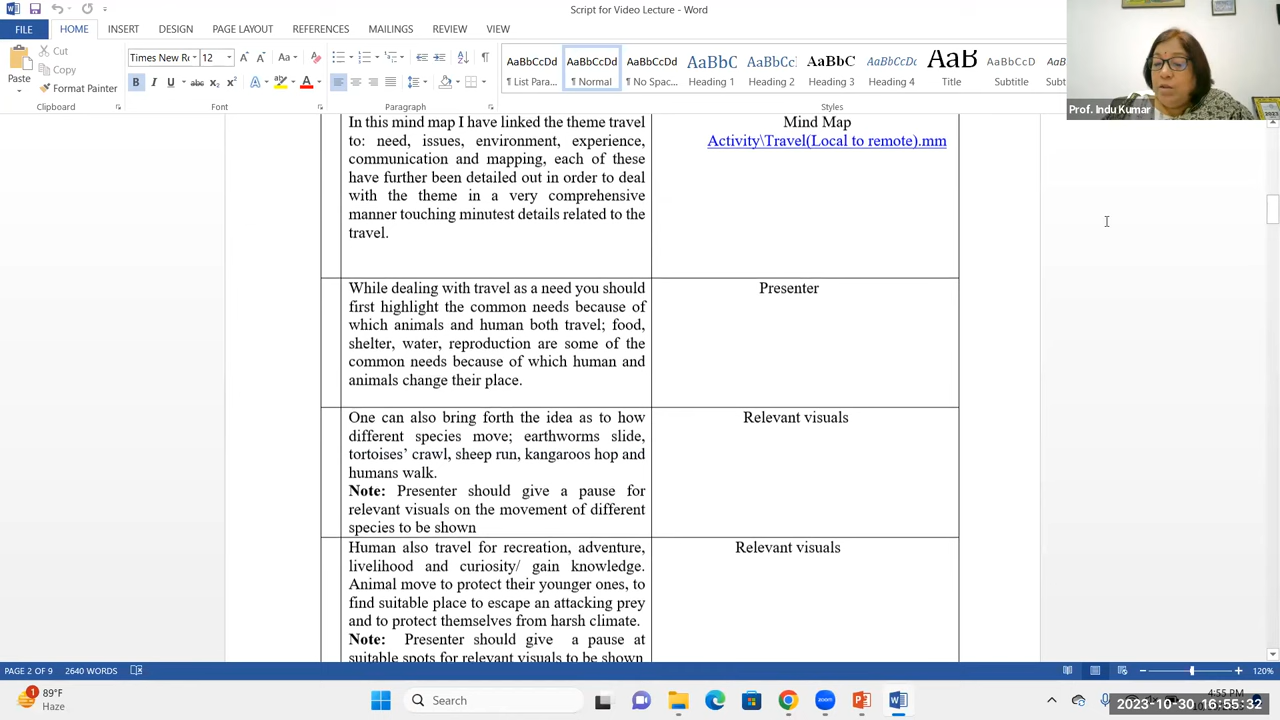 Script for Video Lecture - Word
FILE HOME INSERT DESIGN PAGE LAYOUT REFERENCES MAILINGS REVIEW VIEW
Paste
Cut
Copy
Format Painter
Clipboard
Times New Ro 12
Font
Paragraph
AaBbCcDd AaBbCcDd AaBbCcDd AaBbC AaBbCc AaBbC AaBbCcDc AaB AaBbCcD
¶ List Para... ¶ Normal ¶ No Spac... Heading 1 Heading 2 Heading 3 Heading 4 Title Subtitle
Styles
Prof. Indu Kumar
In this mind map I have linked the theme travel
to: need, issues, environment, experience,
communication and mapping, each of these
have further been detailed out in order to deal
with the theme in a very comprehensive
manner touching minutest details related to the
travel.
Mind Map
Activity\Travel(Local to remote).mm
While dealing with travel as a need you should
first highlight the common needs because of
which animals and human both travel; food,
shelter, water, reproduction are some of the
common needs because of which human and
animals change their place.
Presenter
One can also bring forth the idea as to how
different species move; earthworms slide,
tortoises’ crawl, sheep run, kangaroos hop and
humans walk.
Note: Presenter should give a pause for
relevant visuals on the movement of different
species to be shown
Relevant visuals
Human also travel for recreation, adventure,
livelihood and curiosity/ gain knowledge.
Animal move to protect their younger ones, to
find suitable place to escape an attacking prey
and to protect themselves from harsh climate.
Note: Presenter should give a pause at
suitable spots for relevant visuals to be shown
Relevant visuals
PAGE 2 OF 9 2640 WORDS
120%
89°F
Haze
Search
4:55 PM
2023-10-30 16:55:32